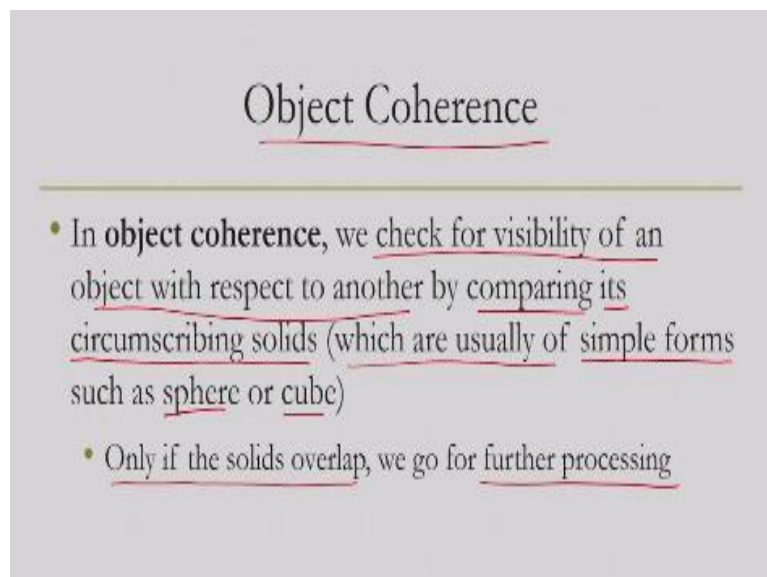 Object Coherence
• In object coherence, we check for visibility of an
object with respect to another by comparing its
circumscribing solids (which are usually of simple forms
such as sphere or cube)
• Only if the solids overlap, we go for further processing